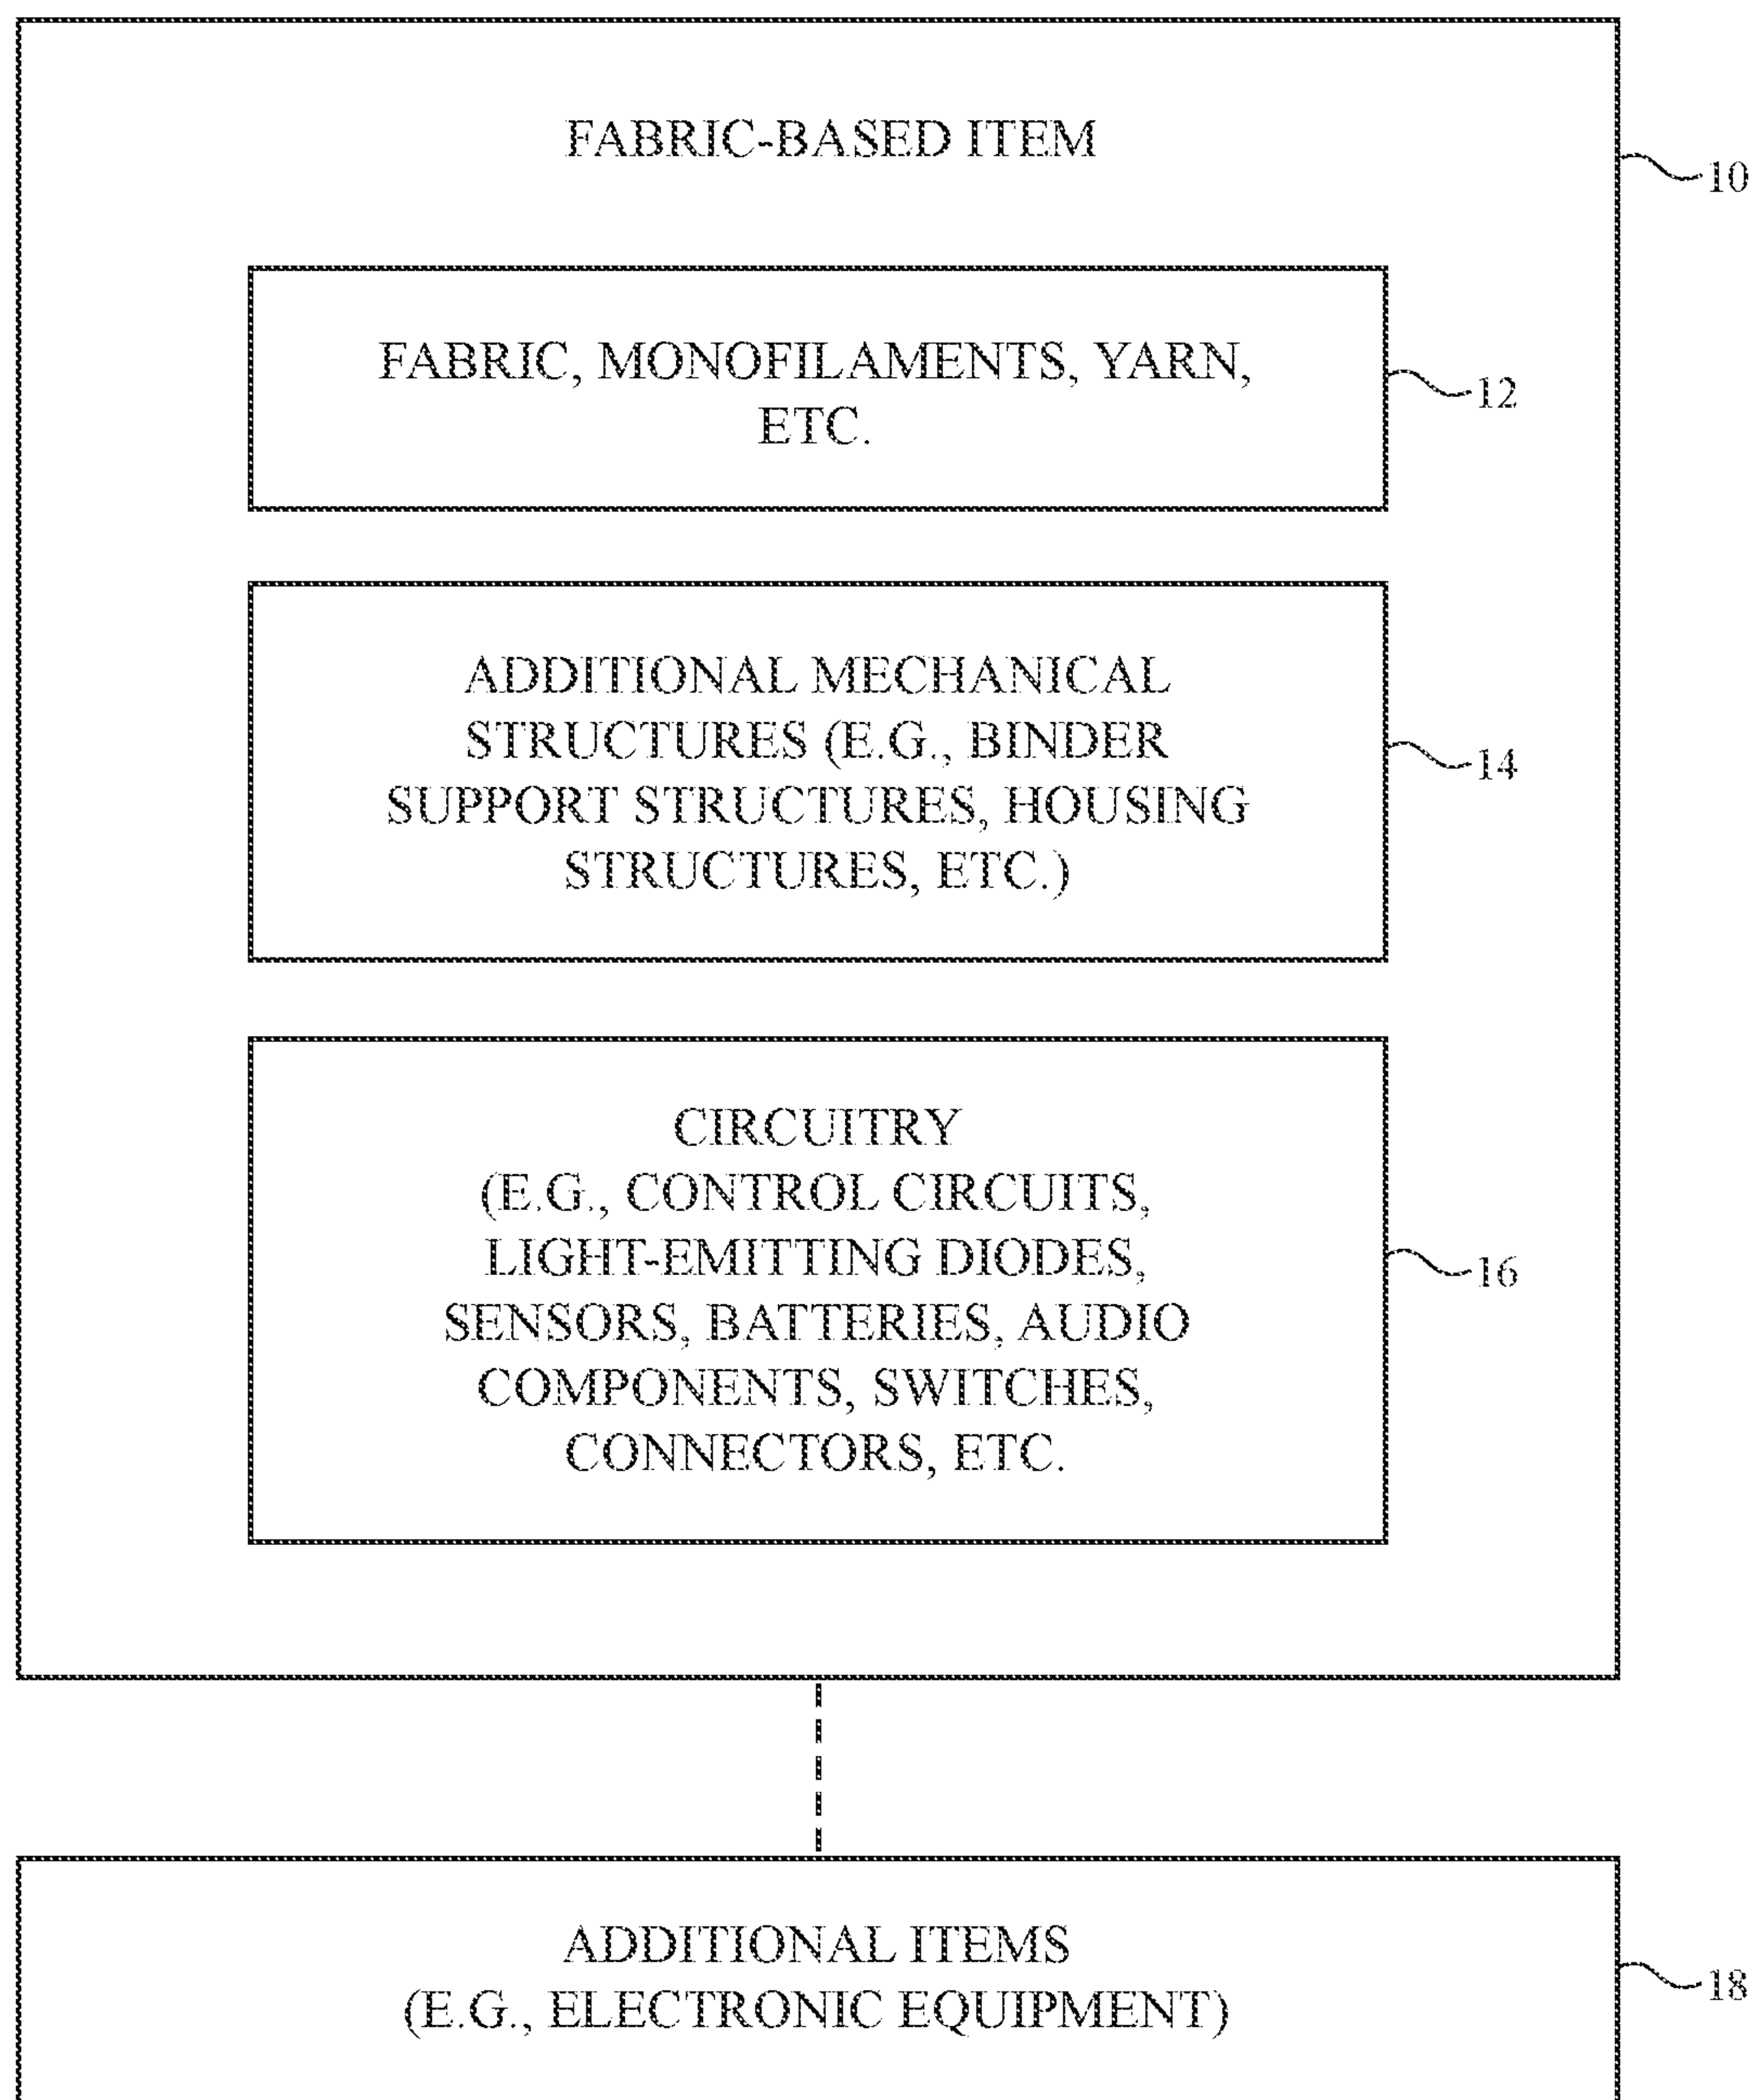 FABRIC-BASED ITEM
10
FABRIC, MONOFILAMENTS, YARN,
ETC.
12
ADDITIONAL MECHANICAL
STRUCTURES (E.G., BINDER
SUPPORT STRUCTURES, HOUSING
STRUCTURES, ETC.)
14
CIRCUITRY
(E.G., CONTROL CIRCUITS,
LIGHT-EMITTING DIODES,
SENSORS, BATTERIES, AUDIO
COMPONENTS, SWITCHES,
CONNECTORS, ETC.
16
ADDITIONAL ITEMS
(E.G., ELECTRONIC EQUIPMENT)
18